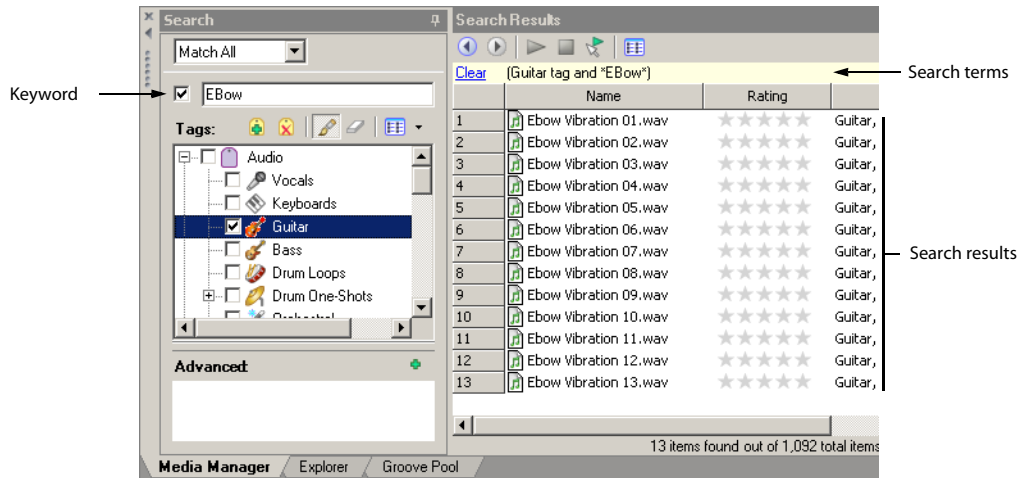 Search
Match All
Keyword
EBow
Tags:
Audio
Vocals
Keyboards
Guitar
Bass
Drum Loops
Drum One-Shots
Orchestral
Advanced
Search Results
Clear (Guitar tag and *EBow*)
Search terms
Name Rating
1 Ebow Vibration 01.wav Guitar,
2 Ebow Vibration 02.wav Guitar,
3 Ebow Vibration 03.wav Guitar,
4 Ebow Vibration 04.wav Guitar,
5 Ebow Vibration 05.wav Guitar,
6 Ebow Vibration 06.wav Guitar,
7 Ebow Vibration 07.wav Guitar,
8 Ebow Vibration 08.wav Guitar,
9 Ebow Vibration 09.wav Guitar,
10 Ebow Vibration 10.wav Guitar,
11 Ebow Vibration 11.wav Guitar,
12 Ebow Vibration 12.wav Guitar,
13 Ebow Vibration 13.wav Guitar,
Search results
13 items found out of 1,092 total items
Media Manager Explorer Groove Pool